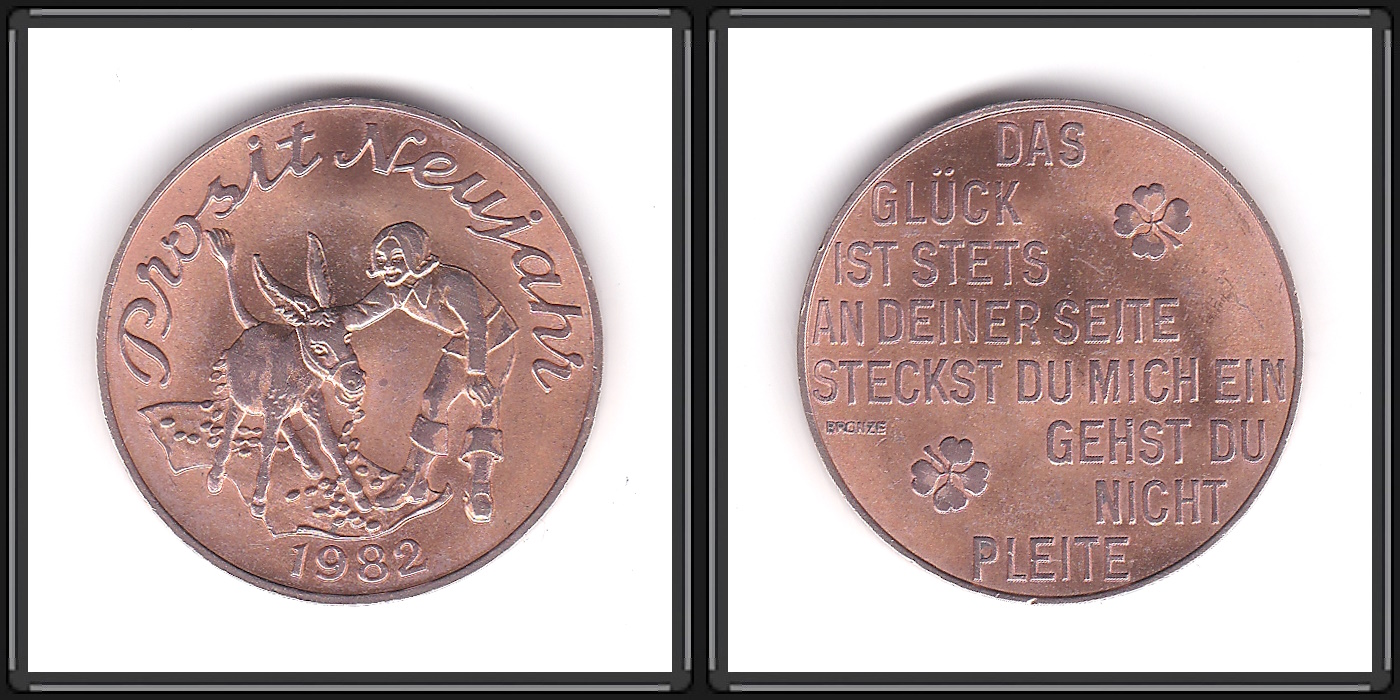 Prosit Neujahr
1982
DAS
GLÜCK
IST STETS
AN DEINER SEITE
STECKST DU MICH EIN
BRONZE
GEHST DU
NICHT
PLEITE